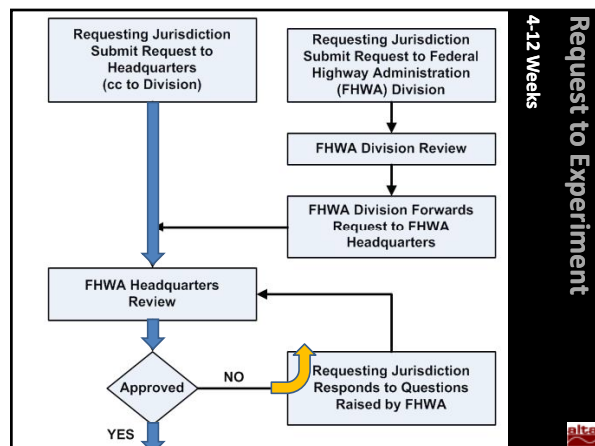 Requesting Jurisdiction
Submit Request to
Headquarters
(cc to Division)
Requesting Jurisdiction
Submit Request to Federal
Highway Administration
(FHWA) Division
FHWA Division Review
FHWA Division Forwards
Request to FHWA
Headquarters
FHWA Headquarters
Review
Approved
NO
Requesting Jurisdiction
Responds to Questions
Raised by FHWA
YES
Request to Experiment
4-12 Weeks
alta